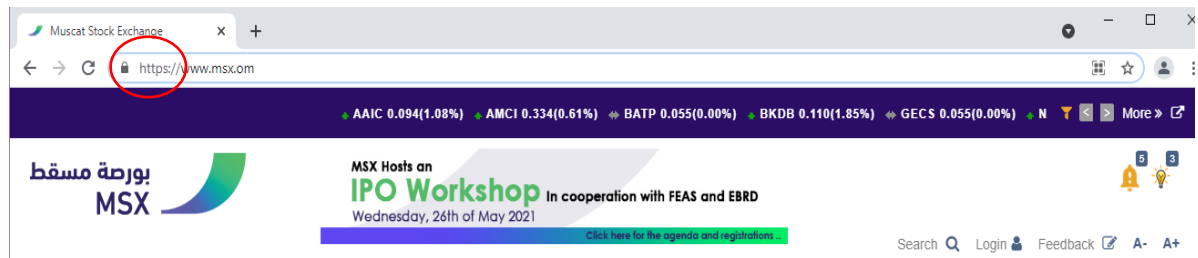 Muscat Stock Exchange
https://www.msx.om
AAIC 0.094(1.08%) AMCI 0.334(0.61%) BATP 0.055(0.00%) BKDB 0.110(1.85%) GECS 0.055(0.00%) N < > More »
بورصة مسقط
MSX
MSX Hosts an
IPO Workshop In cooperation with FEAS and EBRD
Wednesday, 26th of May 2021
Click here for the agenda and registrations ..
5 3
Search Login Feedback A- A+